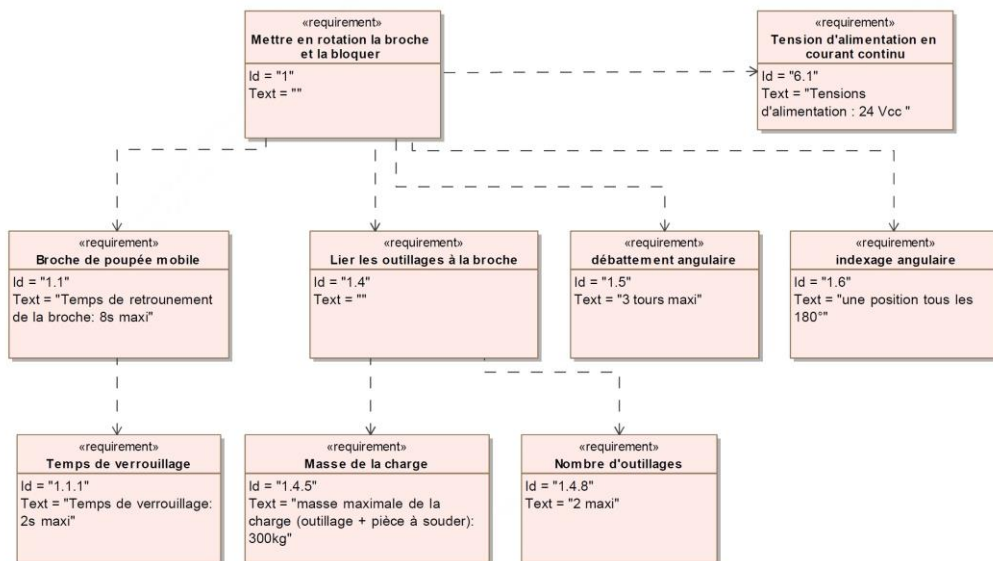 «requirement»
Mettre en rotation la broche
et la bloquer
Id = "1"
Text = ""
«requirement»
Tension d'alimentation en
courant continu
Id = "6.1"
Text = "Tensions
d'alimentation : 24 Vcc "
«requirement»
Broche de poupée mobile
Id = "1.1"
Text = "Temps de retrounement
de la broche: 8s maxi"
«requirement»
Lier les outillages à la broche
Id = "1.4"
Text = ""
«requirement»
débattement angulaire
Id = "1.5"
Text = "3 tours maxi"
«requirement»
indexage angulaire
Id = "1.6"
Text = "une position tous les
180°"
«requirement»
Temps de verrouillage
Id = "1.1.1"
Text = "Temps de verrouillage:
2s maxi"
«requirement»
Masse de la charge
Id = "1.4.5"
Text = "masse maximale de la
charge (outillage + pièce à souder):
300kg"
«requirement»
Nombre d'outillages
Id = "1.4.8"
Text = "2 maxi"